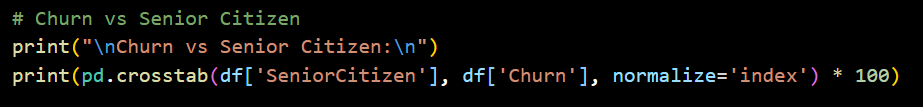 # Churn vs Senior Citizen
print("\nChurn vs Senior Citizen:\n")
print(pd.crosstab(df['SeniorCitizen'], df['Churn'], normalize='index') * 100)